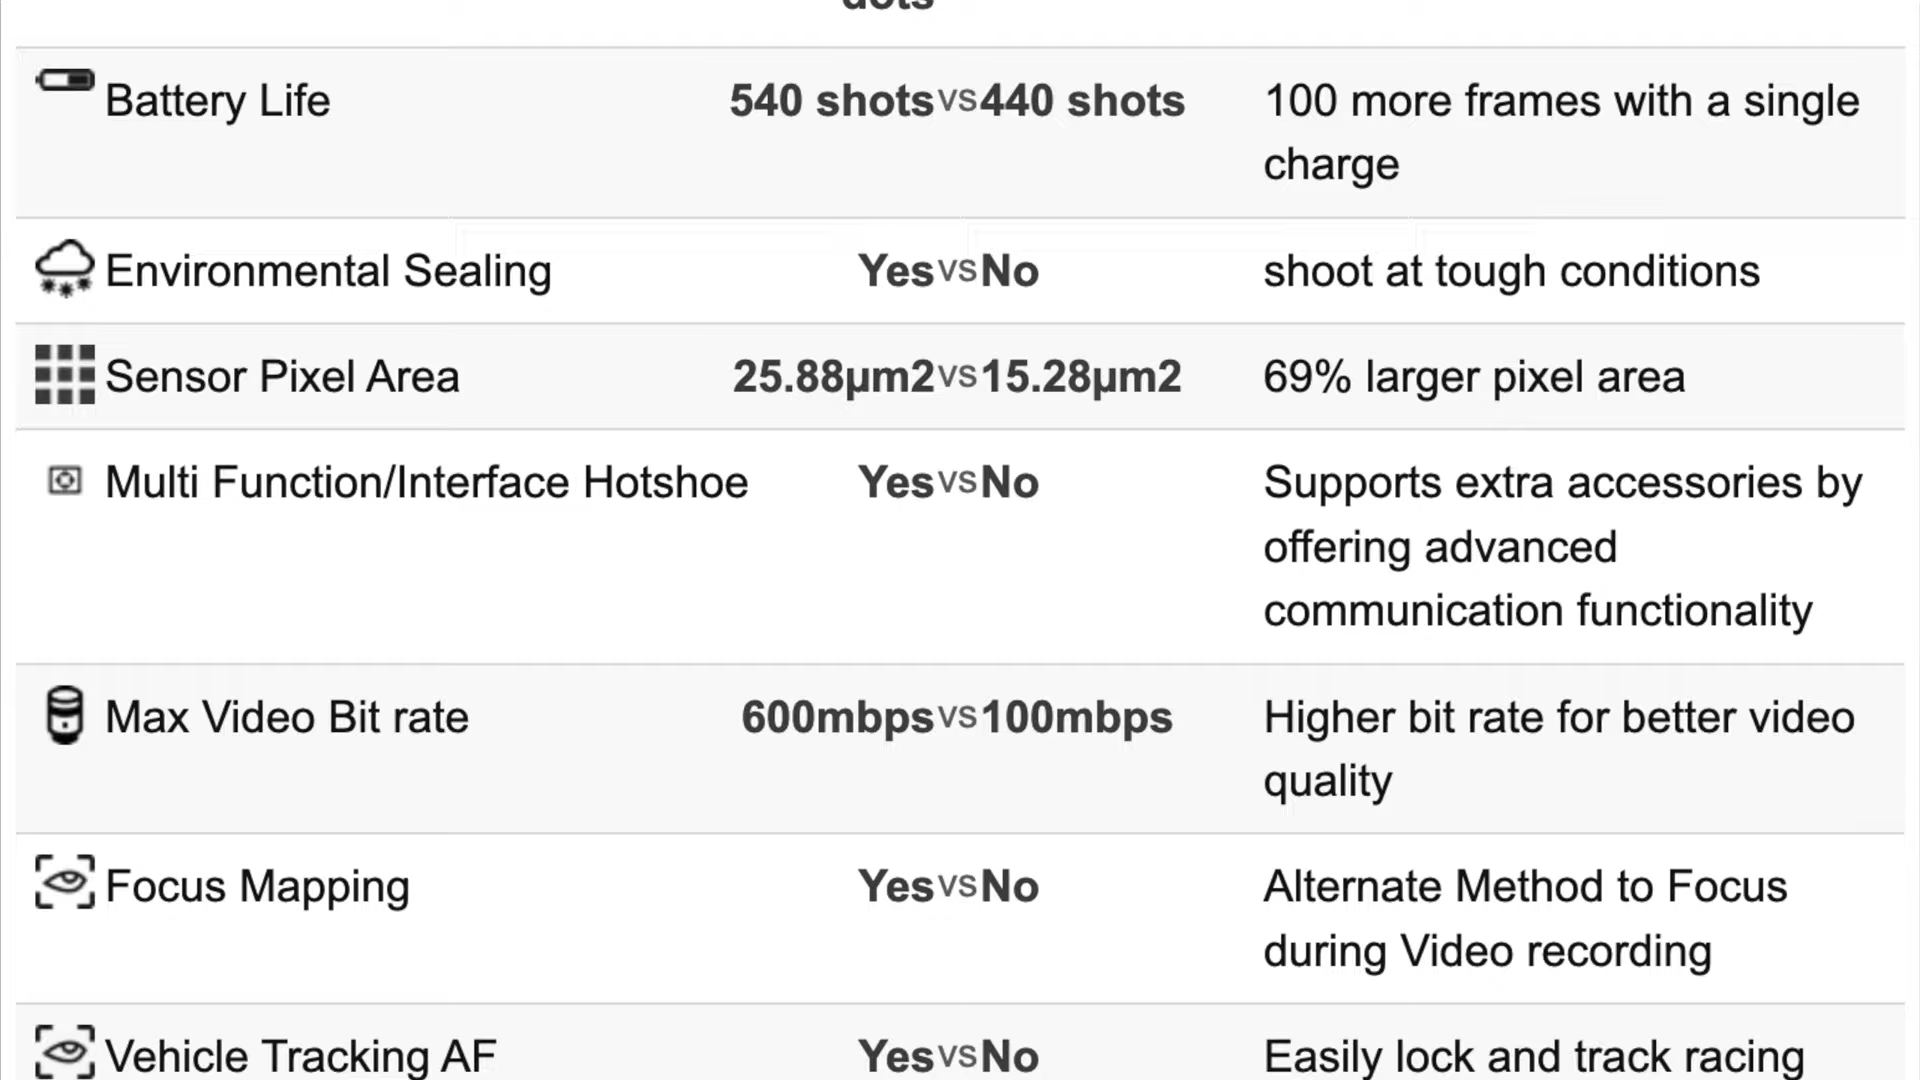 dots
Battery Life 540 shots vs 440 shots 100 more frames with a single
charge
Environmental Sealing Yes vs No shoot at tough conditions
Sensor Pixel Area 25.88µm2 vs 15.28µm2 69% larger pixel area
Multi Function/Interface Hotshoe Yes vs No Supports extra accessories by
offering advanced
communication functionality
Max Video Bit rate 600mbps vs 100mbps Higher bit rate for better video
quality
Focus Mapping Yes vs No Alternate Method to Focus
during Video recording
Vehicle Tracking AF Yes vs No Easily lock and track racing